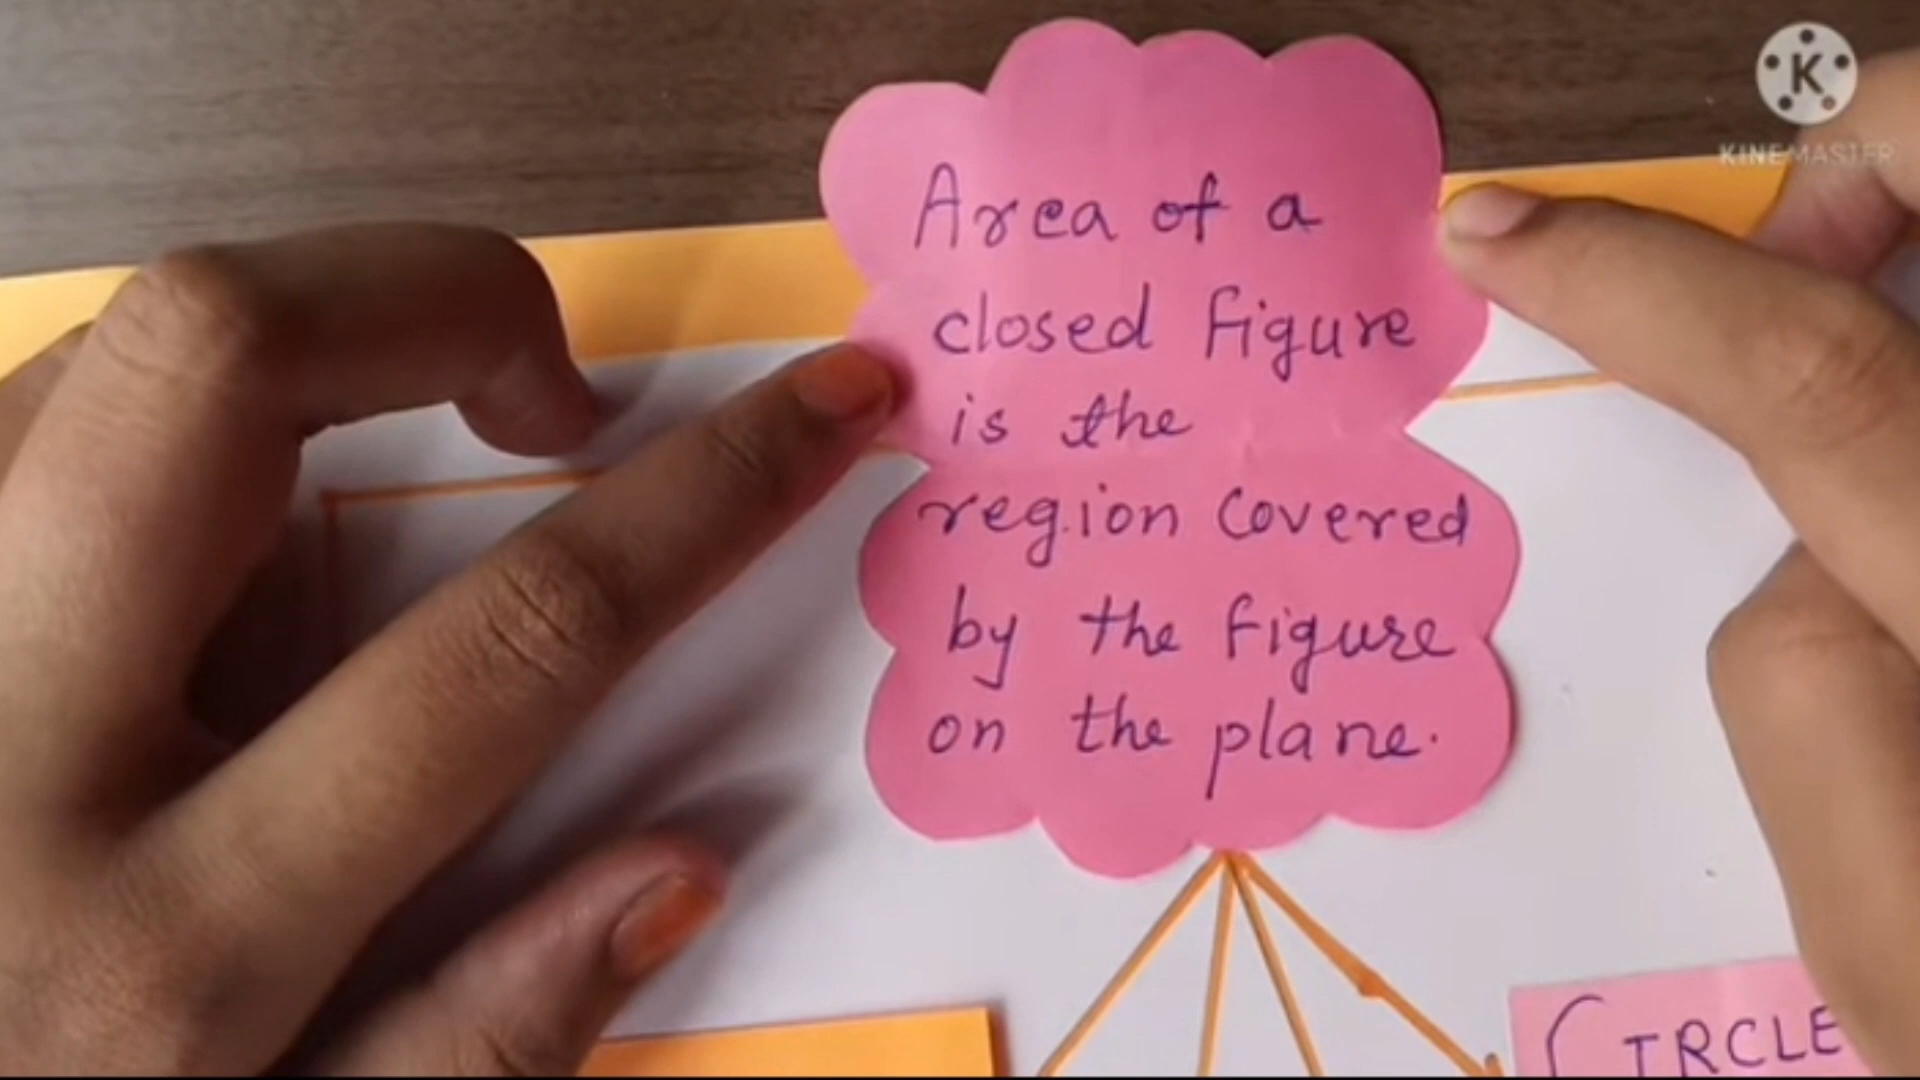 K
KINEMASTER
Area of a
closed figure
is the
region covered
by the figure
on the plane.
CIRCLE